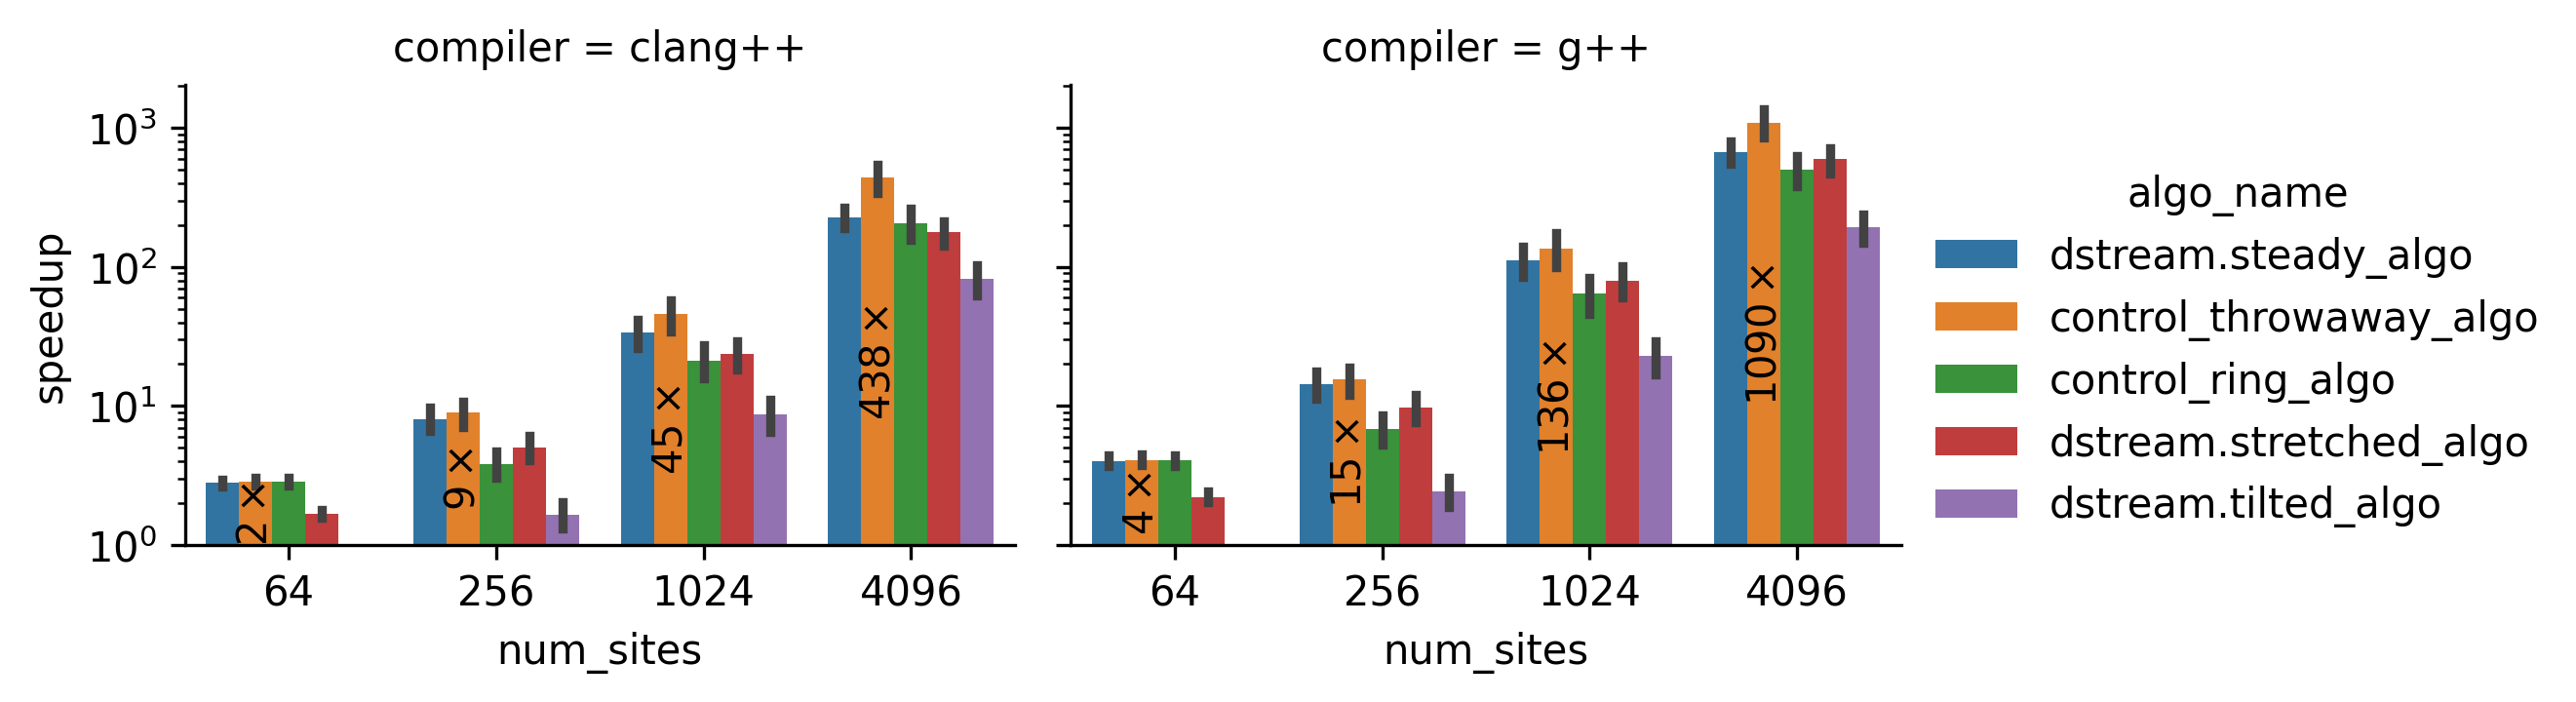 compiler = clang++
compiler = g++
speedup
10³
10²
10¹
10⁰
2 ×
9 ×
45 ×
438 ×
4 ×
15 ×
136 ×
1090 ×
64
256
1024
4096
64
256
1024
4096
num_sites
num_sites
algo_name
dstream.steady_algo
control_throwaway_algo
control_ring_algo
dstream.stretched_algo
dstream.tilted_algo